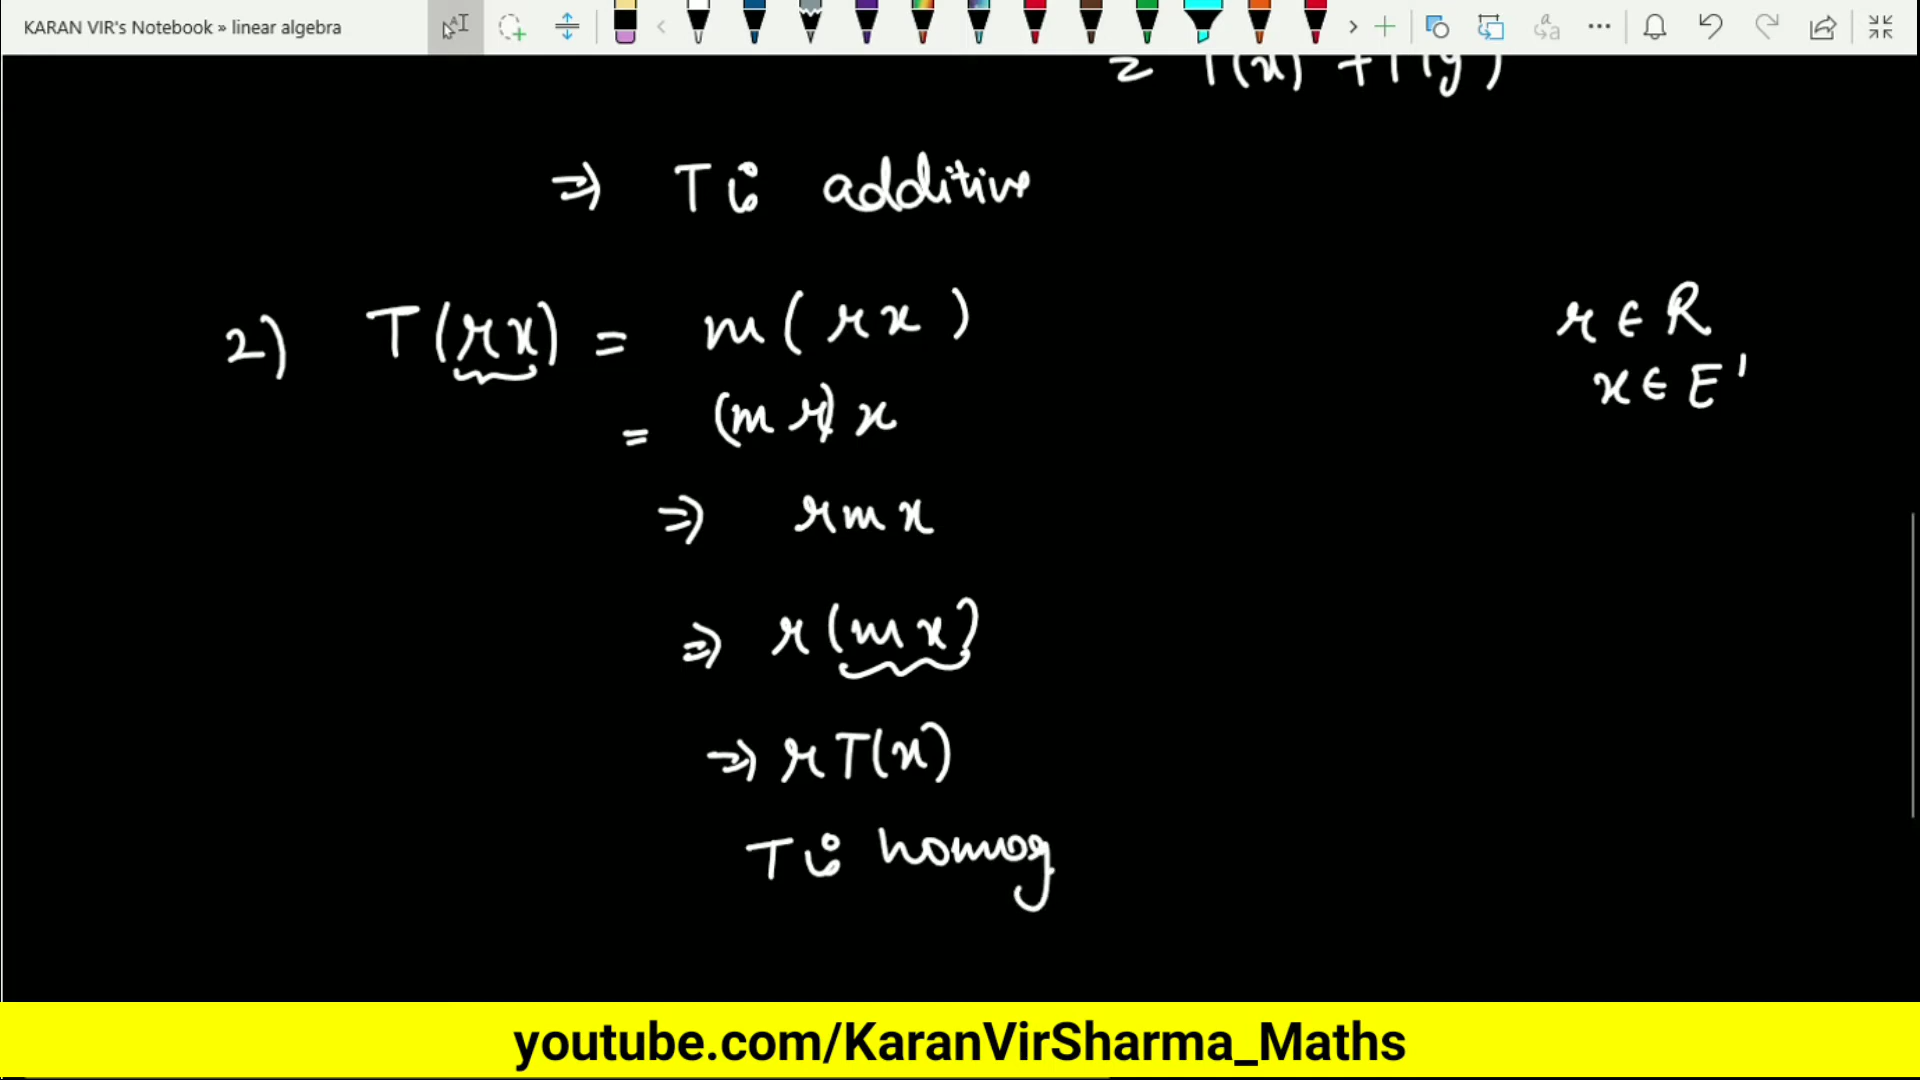 KARAN VIR's Notebook » linear algebra
= T(x) + T(y)
⇒ T is additive
2) T(rx) = m(rx)
r ∈ R
x ∈ E'
= (mr)x
⇒ rmx
⇒ r(mx)
⇒ rT(x)
T is homog
youtube.com/KaranVirSharma_Maths